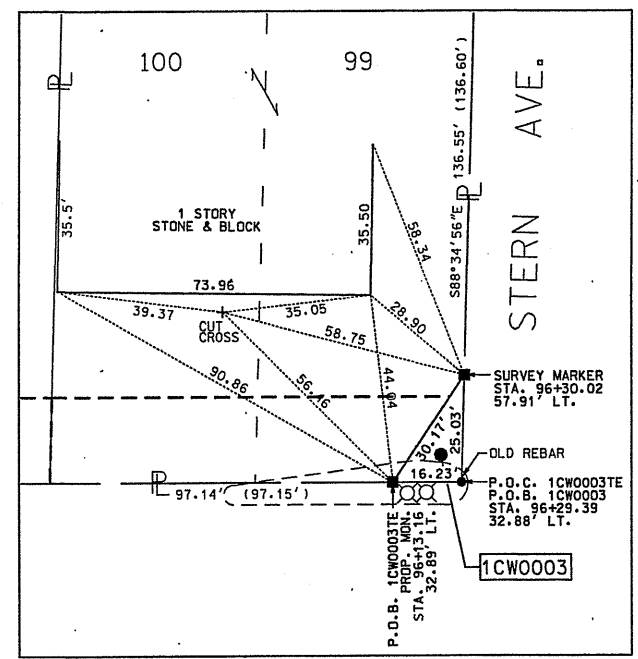 100
99
PL
35.5'
1 STORY
STONE & BLOCK
35.50
58.34
S88°34'56"E 136.55' (136.60')
PL
STERN AVE.
73.96
39.37
35.05
CUT
CROSS
58.75
28.90
90.86
56.46
44.04
30.17'
25.03'
SURVEY MARKER
STA. 96+30.02
57.91' LT.
OLD REBAR
16.23'
P.O.C. 1CW0003TE
P.O.B. 1CW0003
STA. 96+29.39
32.88' LT.
PL
97.14' (97.15')
P.O.B. 1CW0003TE
PROP. MON.
STA. 96+13.16
32.89' LT.
1CW0003